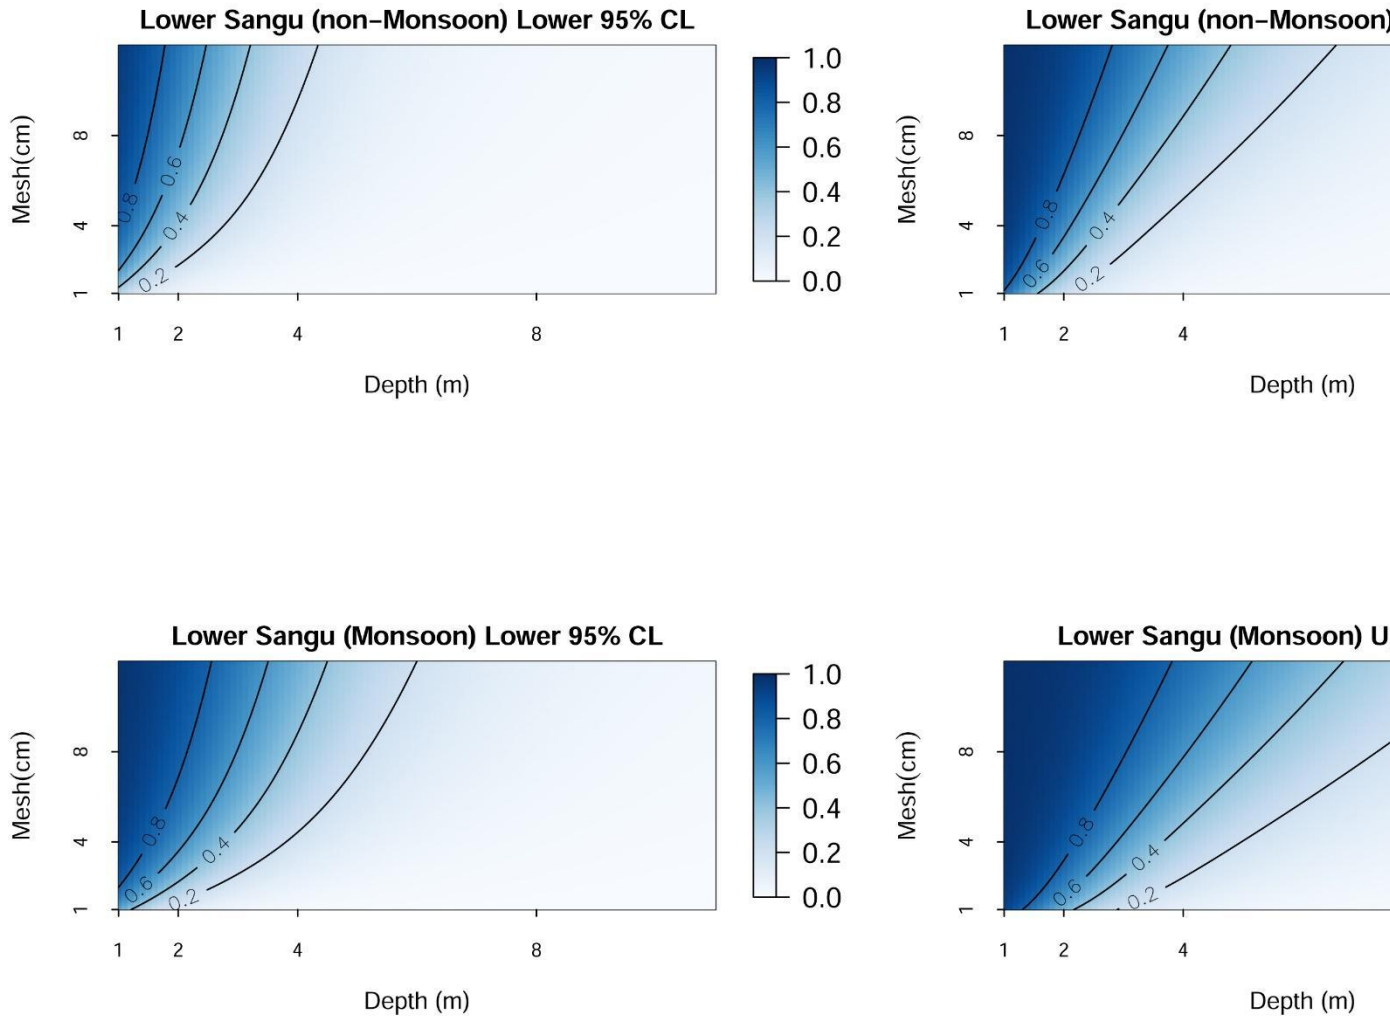 Lower Sangu (non−Monsoon) Lower 95% CL
Mesh(cm)
8
4
1
0.8
0.6
0.4
0.2
1 2 4 8
Depth (m)
1.0
0.8
0.6
0.4
0.2
0.0
Lower Sangu (non−Monsoon)
Mesh(cm)
8
4
1
0.8
0.6
0.4
0.2
1 2 4
Depth (m)
Lower Sangu (Monsoon) Lower 95% CL
Mesh(cm)
8
4
1
0.8
0.6
0.4
0.2
1 2 4 8
Depth (m)
1.0
0.8
0.6
0.4
0.2
0.0
Lower Sangu (Monsoon) U
Mesh(cm)
8
4
1
0.8
0.6
0.4
0.2
1 2 4
Depth (m)